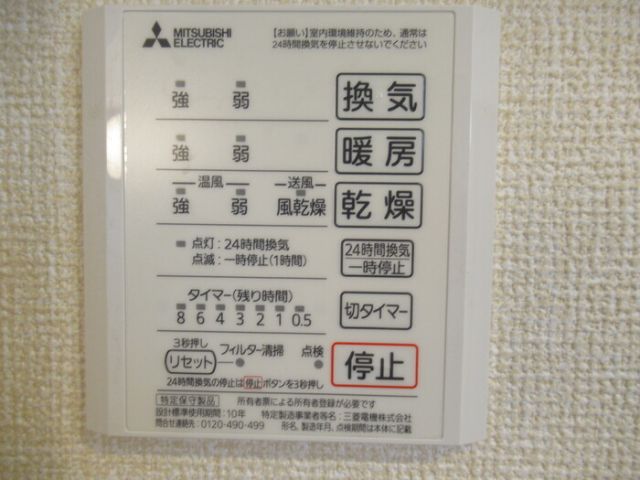 MITSUBISHI
ELECTRIC
【お願い】室内環境維持のため、通常は
24時間換気を停止させないでください
強 弱 換気
強 弱 暖房
温風 送風
強 弱 風乾燥 乾燥
点灯：24時間換気
点滅：一時停止(1時間)
24時間換気
一時停止
タイマー(残り時間)
8 6 4 3 2 1 0.5
切タイマー
3秒押し
リセット フィルター清掃 点検
停止
24時間換気の停止は停止ボタンを3秒押し
特定保守製品 所有者票による所有者登録が必要です
設計標準使用期間：10年 特定製造事業者等名：三菱電機株式会社
問合せ連絡先：0120-490-499 形名、製造年月、点検期間は本体に記載